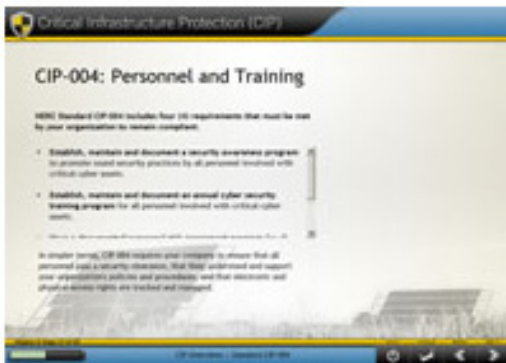 Critical Infrastructure Protection (CIP)
CIP-004: Personnel and Training
NERC Standard CIP-004 includes four (4) requirements that must be met
by your organization to remain compliant.
• Establish, maintain and document a security awareness program
to promote sound security practices by all personnel involved with
critical cyber assets.
• Establish, maintain and document an annual cyber security
training program for all personnel involved with critical cyber
assets.
In simpler terms, CIP-004 requires your company to ensure that all
personnel pass a security clearance, that they understand and support
your organization's policies and procedures, and that electronic and
physical access rights are tracked and managed.